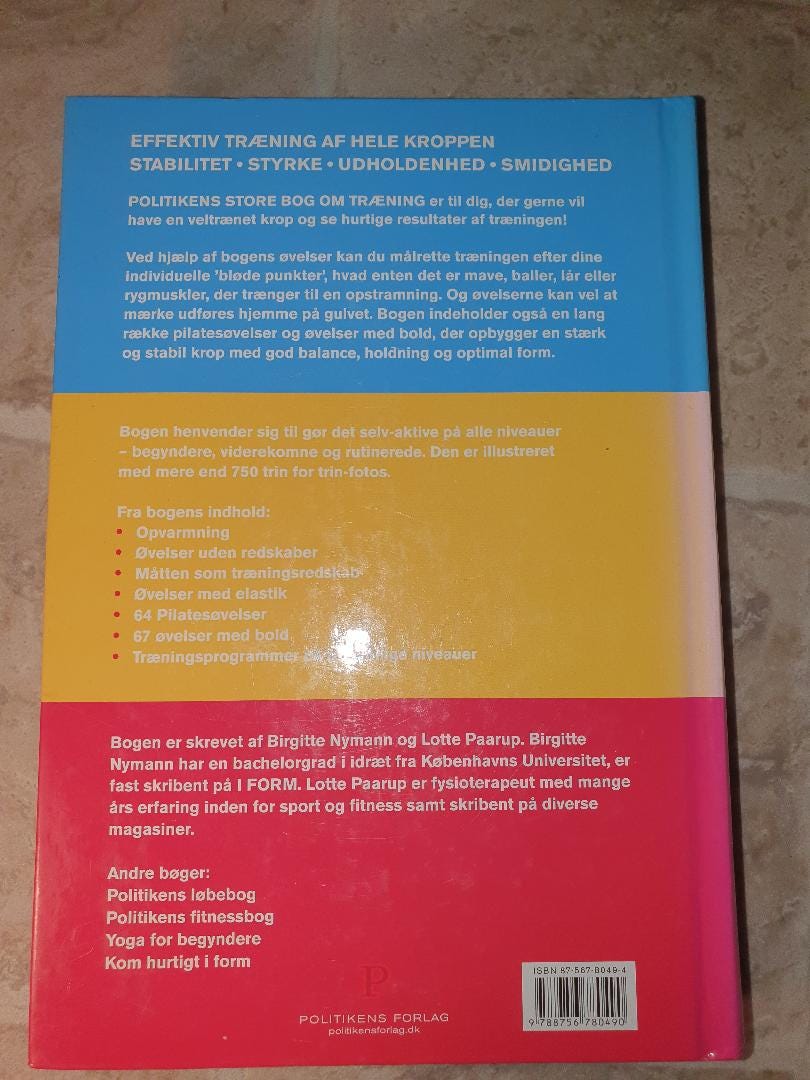 EFFEKTIV TRÆNING AF HELE KROPPEN
STABILITET • STYRKE • UDHOLDENHED • SMIDIGHED
POLITIKENS STORE BOG OM TRÆNING er til dig, der gerne vil
have en veltrænet krop og se hurtige resultater af træningen!
Ved hjælp af bogens øvelser kan du målrette træningen efter dine
individuelle 'bløde punkter', hvad enten det er mave, baller, lår eller
rygmuskler, der trænger til en opstramning. Og øvelserne kan vel at
mærke udføres hjemme på gulvet. Bogen indeholder også en lang
række pilatesøvelser og øvelser med bold, der opbygger en stærk
og stabil krop med god balance, holdning og optimal form.
Bogen henvender sig til gør det selv-aktive på alle niveauer
– begyndere, viderekomne og rutinerede. Den er illustreret
med mere end 750 trin for trin-fotos.
Fra bogens indhold:
• Opvarmning
• Øvelser uden redskaber
• Måtten som træningsredskab
• Øvelser med elastik
• 64 Pilatesøvelser
• 67 øvelser med bold
• Træningsprogrammer niveauer
Bogen er skrevet af Birgitte Nymann og Lotte Paarup. Birgitte
Nymann har en bachelorgrad i idræt fra Københavns Universitet, er
fast skribent på I FORM. Lotte Paarup er fysioterapeut med mange
års erfaring inden for sport og fitness samt skribent på diverse
magasiner.
Andre bøger:
Politikens løbebog
Politikens fitnessbog
Yoga for begyndere
Kom hurtigt i form
P
POLITIKENS FORLAG
politikensforlag.dk
ISBN 87-567-8049-4
9 788756 780490